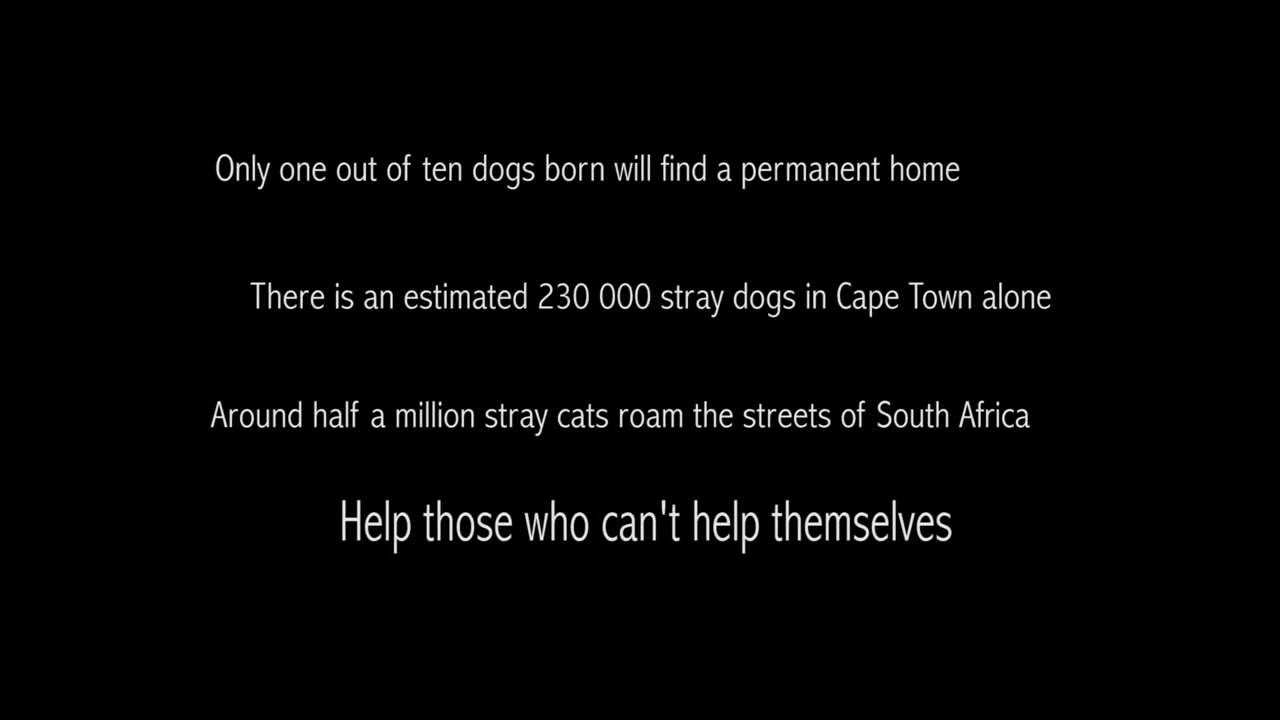 Only one out of ten dogs born will find a permanent home
There is an estimated 230 000 stray dogs in Cape Town alone
Around half a million stray cats roam the streets of South Africa
Help those who can't help themselves